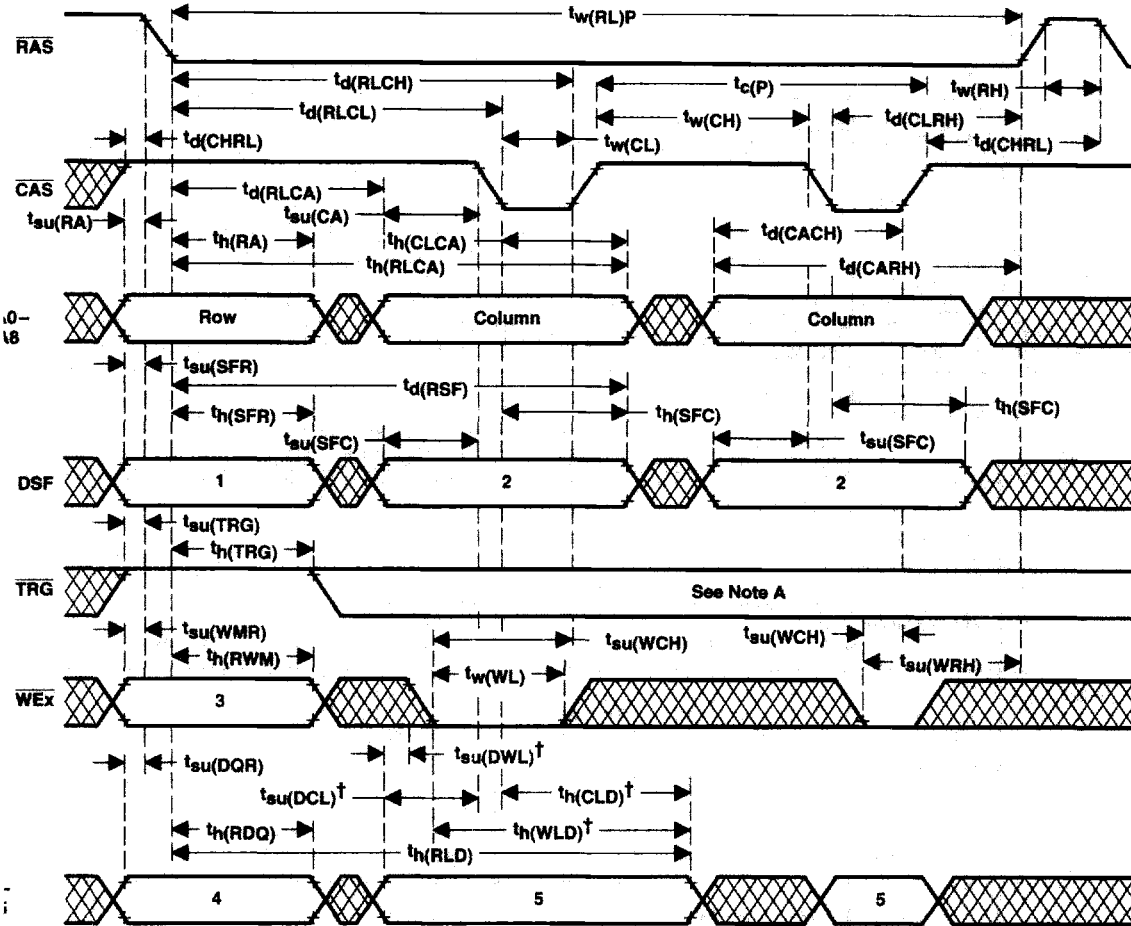 tw(RL)P
RAS
td(RLCH)
tc(P)
tw(RH)
td(RLCL)
tw(CH)
td(CLRH)
td(CHRL)
tw(CL)
td(CHRL)
CAS
td(RLCA)
tsu(RA)
tsu(CA)
th(RA)
th(CLCA)
td(CACH)
th(RLCA)
td(CARH)
Row
Column
Column
tsu(SFR)
td(RSF)
th(SFR)
th(SFC)
th(SFC)
tsu(SFC)
tsu(SFC)
DSF
1
2
2
tsu(TRG)
th(TRG)
TRG
See Note A
tsu(WMR)
tsu(WCH)
tsu(WCH)
th(RWM)
tw(WL)
tsu(WRH)
WEx
3
tsu(DWL)†
tsu(DQR)
tsu(DCL)†
th(CLD)†
th(RDQ)
th(WLD)†
th(RLD)
4
5
5